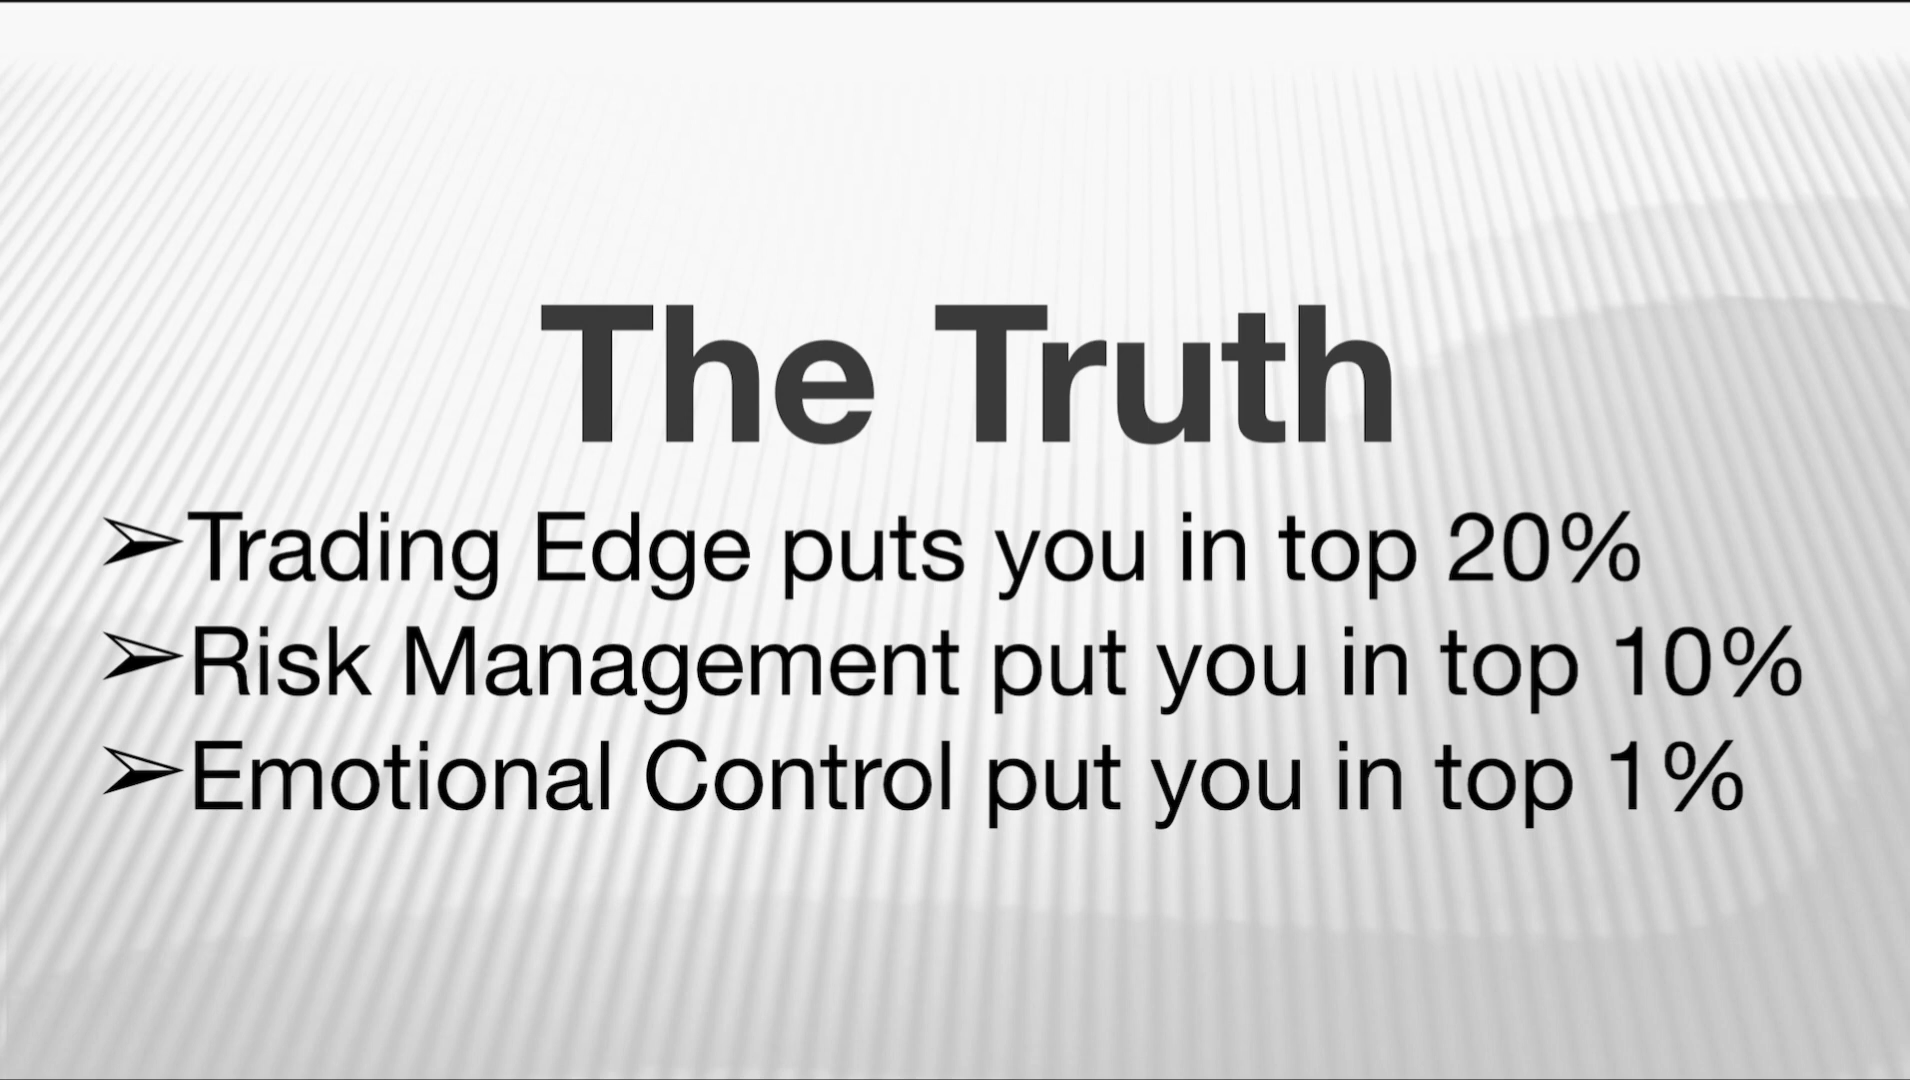 The Truth
➢Trading Edge puts you in top 20%
➢Risk Management put you in top 10%
➢Emotional Control put you in top 1%